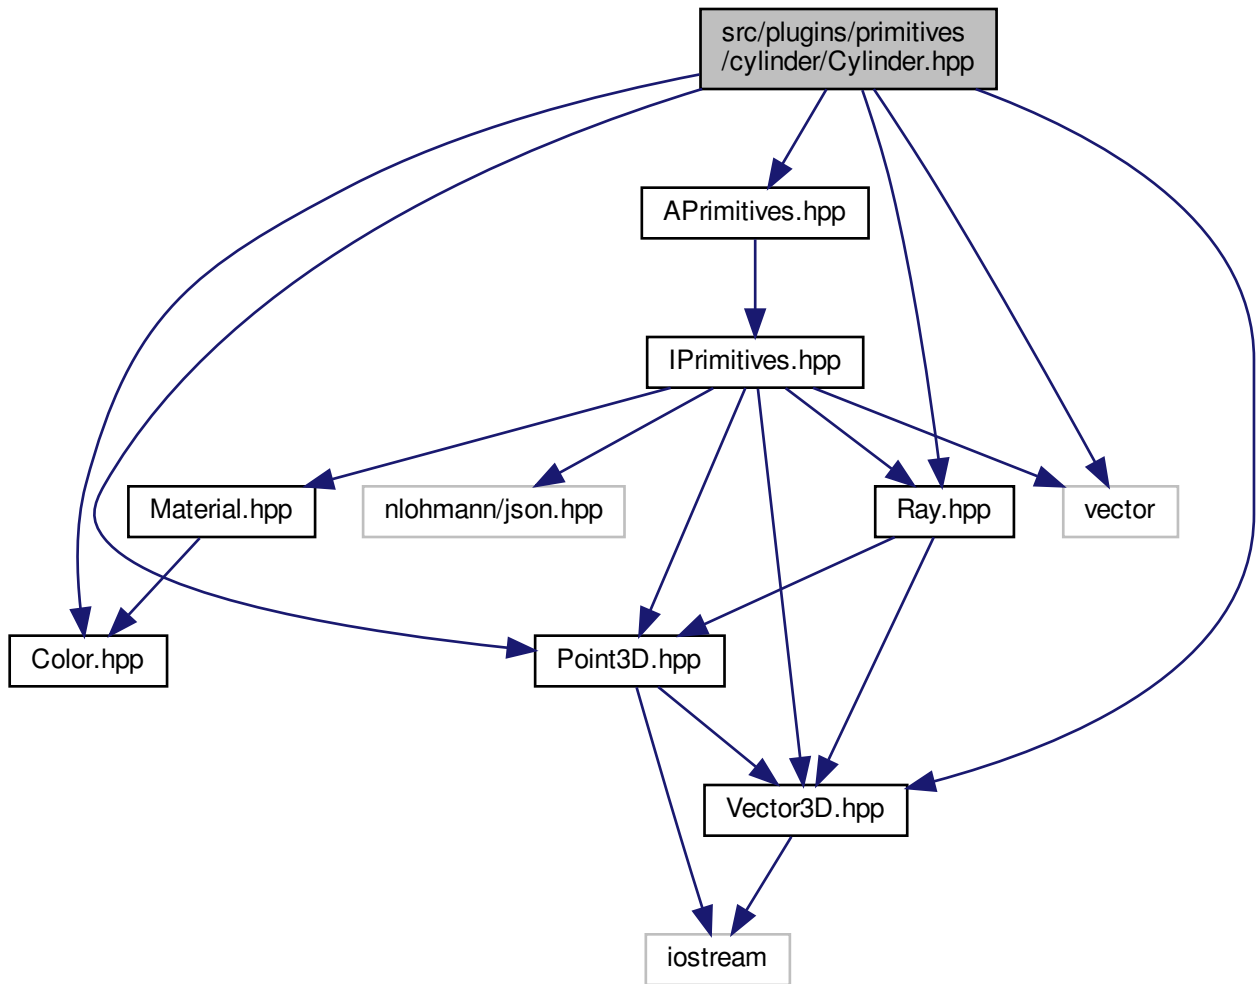 src/plugins/primitives
/cylinder/Cylinder.hpp
APrimitives.hpp
IPrimitives.hpp
Material.hpp
nlohmann/json.hpp
Ray.hpp
vector
Color.hpp
Point3D.hpp
Vector3D.hpp
iostream